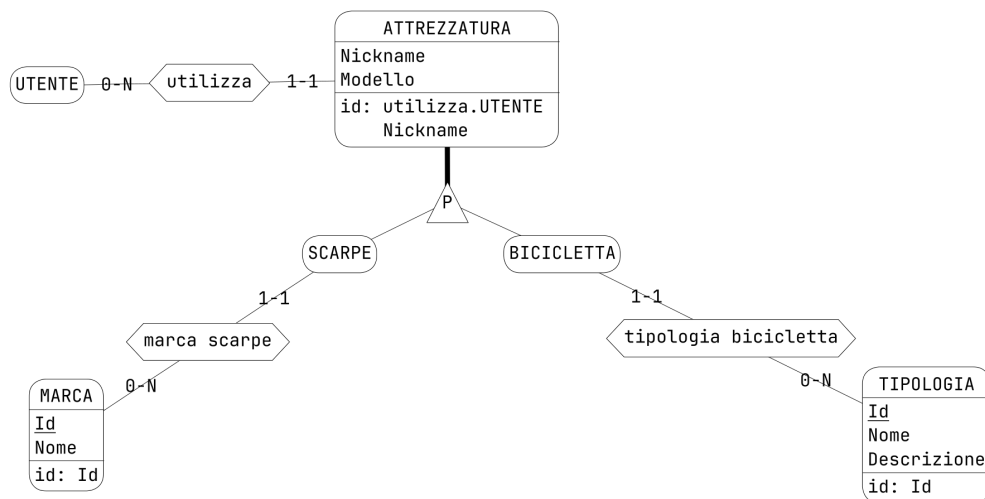 ATTREZZATURA
Nickname
Modello
id: utilizza.UTENTE
Nickname
UTENTE
0-N
utilizza
1-1
P
SCARPE
BICICLETTA
1-1
1-1
marca scarpe
tipologia bicicletta
0-N
0-N
MARCA
Id
Nome
id: Id
TIPOLOGIA
Id
Nome
Descrizione
id: Id